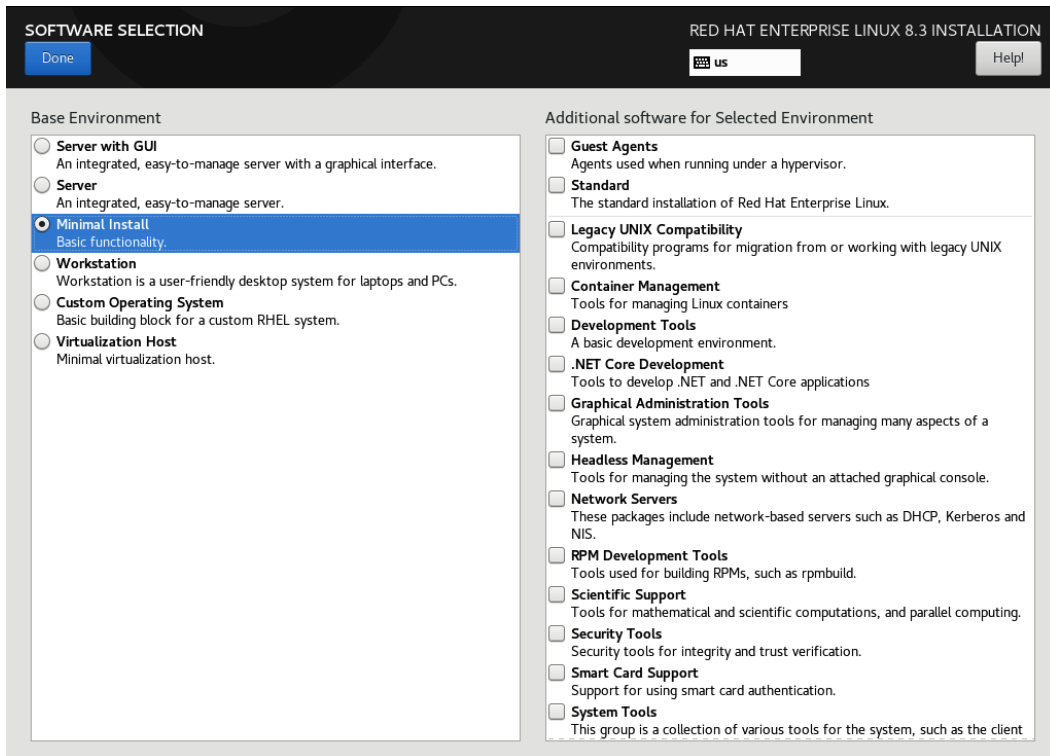 SOFTWARE SELECTION
Done
RED HAT ENTERPRISE LINUX 8.3 INSTALLATION
us
Help!
Base Environment
Server with GUI
An integrated, easy-to-manage server with a graphical interface.
Server
An integrated, easy-to-manage server.
Minimal Install
Basic functionality.
Workstation
Workstation is a user-friendly desktop system for laptops and PCs.
Custom Operating System
Basic building block for a custom RHEL system.
Virtualization Host
Minimal virtualization host.
Additional software for Selected Environment
Guest Agents
Agents used when running under a hypervisor.
Standard
The standard installation of Red Hat Enterprise Linux.
Legacy UNIX Compatibility
Compatibility programs for migration from or working with legacy UNIX
environments.
Container Management
Tools for managing Linux containers
Development Tools
A basic development environment.
.NET Core Development
Tools to develop .NET and .NET Core applications
Graphical Administration Tools
Graphical system administration tools for managing many aspects of a
system.
Headless Management
Tools for managing the system without an attached graphical console.
Network Servers
These packages include network-based servers such as DHCP, Kerberos and
NIS.
RPM Development Tools
Tools used for building RPMs, such as rpmbuild.
Scientific Support
Tools for mathematical and scientific computations, and parallel computing.
Security Tools
Security tools for integrity and trust verification.
Smart Card Support
Support for using smart card authentication.
System Tools
This group is a collection of various tools for the system, such as the client